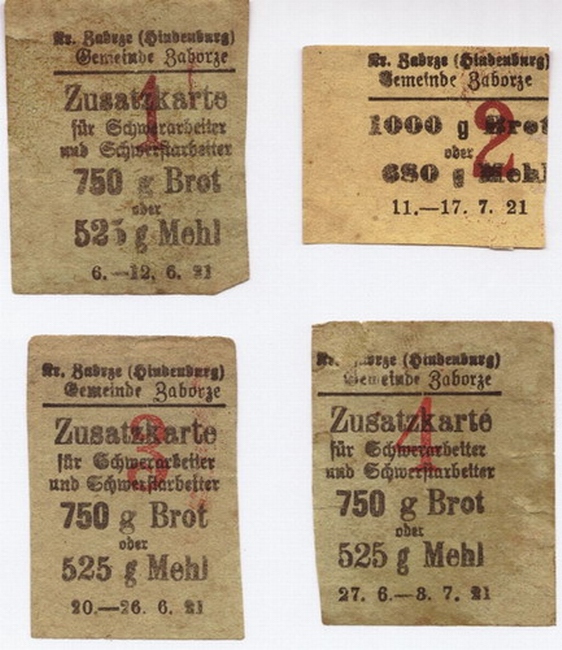 Kr. Zabrze (Hindenburg)
Gemeinde Zaborze
1
Zusatzkarte
für Schwerarbeiter
und Schwerstarbeiter
750 g Brot
oder
525 g Mehl
6.—12. 6. 21
Kr. Zabrze (Hindenburg)
Gemeinde Zaborze
2
1000 g Brot
oder
680 g Mehl
11.—17. 7. 21
Kr. Zabrze (Hindenburg)
Gemeinde Zaborze
3
Zusatzkarte
für Schwerarbeiter
und Schwerstarbeiter
750 g Brot
oder
525 g Mehl
20.—26. 6. 21
Kr. Zabrze (Hindenburg)
Gemeinde Zaborze
4
Zusatzkarte
für Schwerarbeiter
und Schwerstarbeiter
750 g Brot
oder
525 g Mehl
27. 6.—3. 7. 21